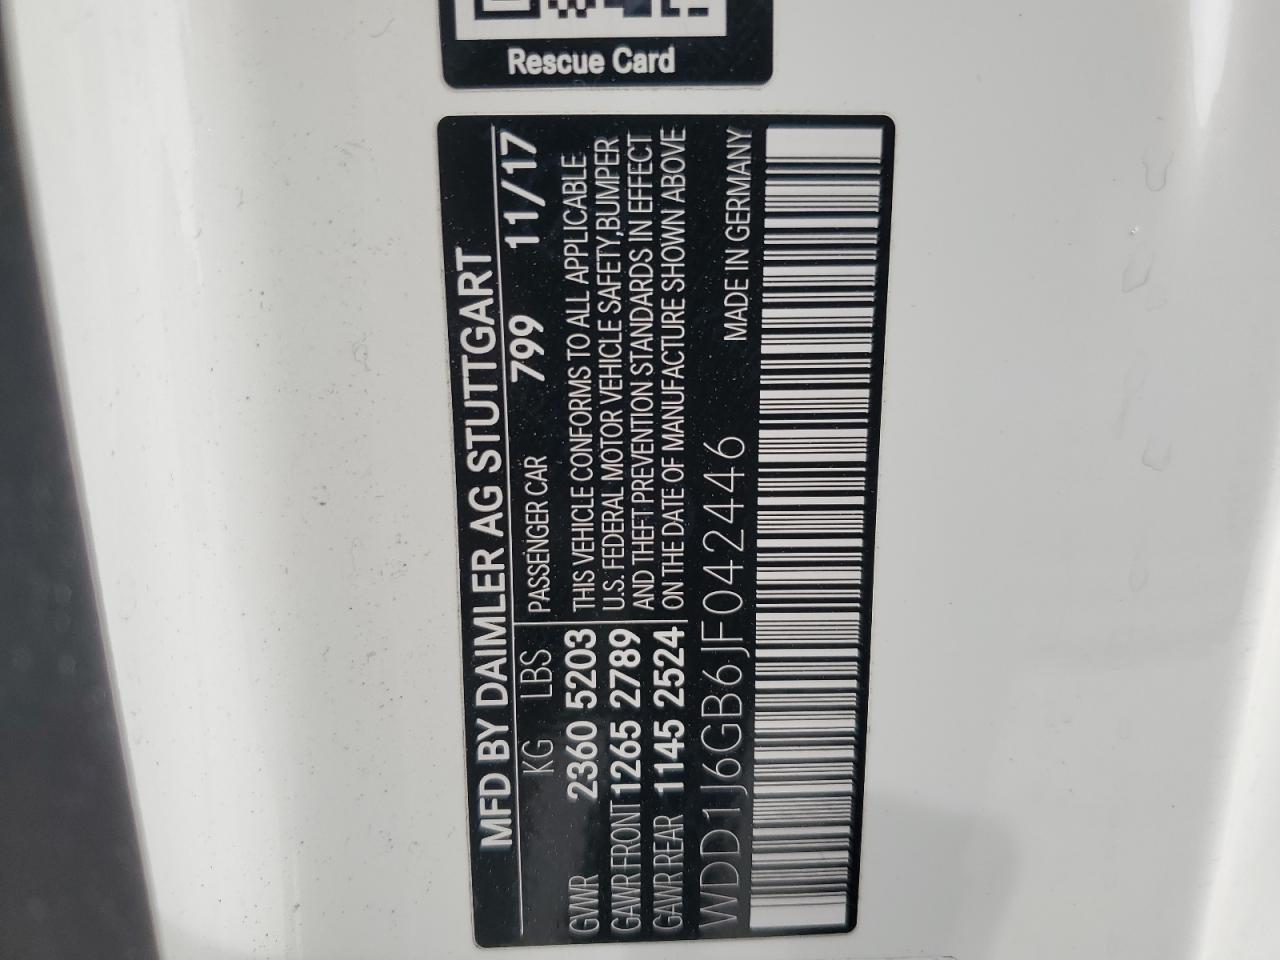 Rescue Card
MFD BY DAIMLER AG STUTTGART
KG LBS PASSENGER CAR 799 11/17
GVWR 2360 5203 THIS VEHICLE CONFORMS TO ALL APPLICABLE
GAWR FRONT 1265 2789 U.S. FEDERAL MOTOR VEHICLE SAFETY,BUMPER
GAWR REAR 1145 2524 AND THEFT PREVENTION STANDARDS IN EFFECT
ON THE DATE OF MANUFACTURE SHOWN ABOVE
WDD1J6GB6JF042446 MADE IN GERMANY